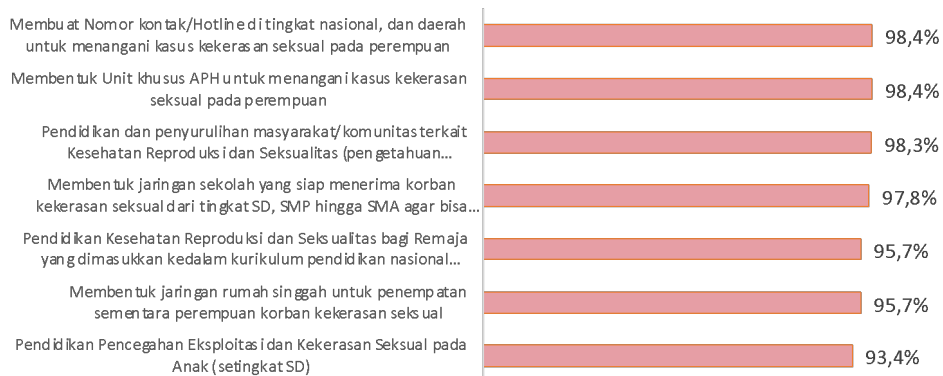 Membuat Nomor kontak/Hotline di tingkat nasional, dan daerah
untuk menangani kasus kekerasan seksual pada perempuan
98,4%
Membentuk Unit khusus APH untuk menangani kasus kekerasan
seksual pada perempuan
98,4%
Pendidikan dan penyurulihan masyarakat/komunitas terkait
Kesehatan Reproduksi dan Seksualitas (pengetahuan...
98,3%
Membentuk jaringan sekolah yang siap menerima korban
kekerasan seksual dari tingkat SD, SMP hingga SMA agar bisa...
97,8%
Pendidikan Kesehatan Reproduksi dan Seksualitas bagi Remaja
yang dimasukkan kedalam kurikulum pendidikan nasional...
95,7%
Membentuk jaringan rumah singgah untuk penempatan
sementara perempuan korban kekerasan seksual
95,7%
Pendidikan Pencegahan Eksploitasi dan Kekerasan Seksual pada
Anak (setingkat SD)
93,4%